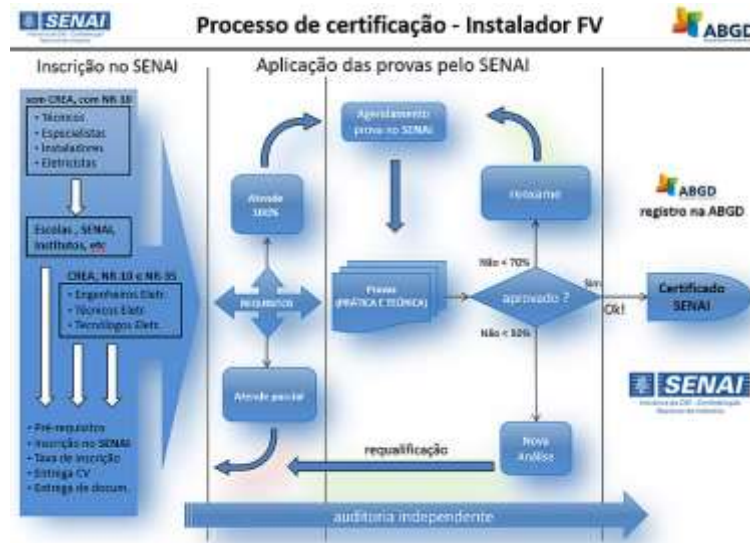 SENAI
Processo de certificação - Instalador FV
ABGD
Inscrição no SENAI
Aplicação das provas pelo SENAI
sem CREA, com NR 10
• Técnicos
• Especialistas
• Instaladores
• Eletricistas
Escolas , SENAI,
Institutos, etc
CREA, NR 10 e NR-35
• Engenheiros Eletr.
• Técnicos Eletr
• Tecnólogos Eletr.
• Pré-requisitos
• Inscrição no SENAI
• Taxa de inscrição
• Entrega CV
• Entrega de docum.
Atende
100%
REQUISITOS
Atende parcial
Agendamento
prova no SENAI
Provas
(PRÁTICA E TEÓRICA)
Reexame
Não < 70%
aprovado ?
Sim
Ok!
Não < 50%
Nova
Análise
requalificação
ABGD
registro na ABGD
Certificado
SENAI
SENAI
auditoria independente